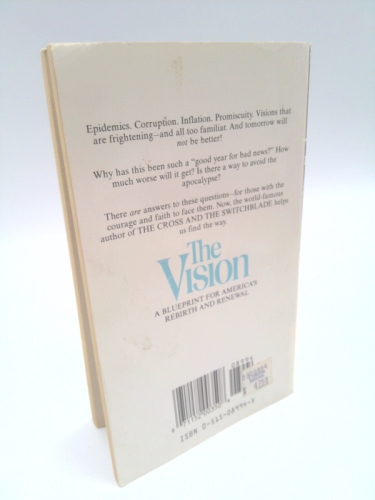 Epidemics. Corruption. Inflation. Promiscuity. Visions that
are frightening—and all too familiar. And tomorrow will
not be better!
Why has this been such a "good year for bad news?" How
much worse will it get? Is there a way to avoid the
apocalypse?
There are answers to these questions—for those with the
courage and faith to face them. Now, the world-famous
author of THE CROSS AND THE SWITCHBLADE helps
us find the way.
The
Vision
A BLUEPRINT FOR AMERICA'S
REBIRTH AND RENEWAL
08994
ISBN 0-515-08994-8